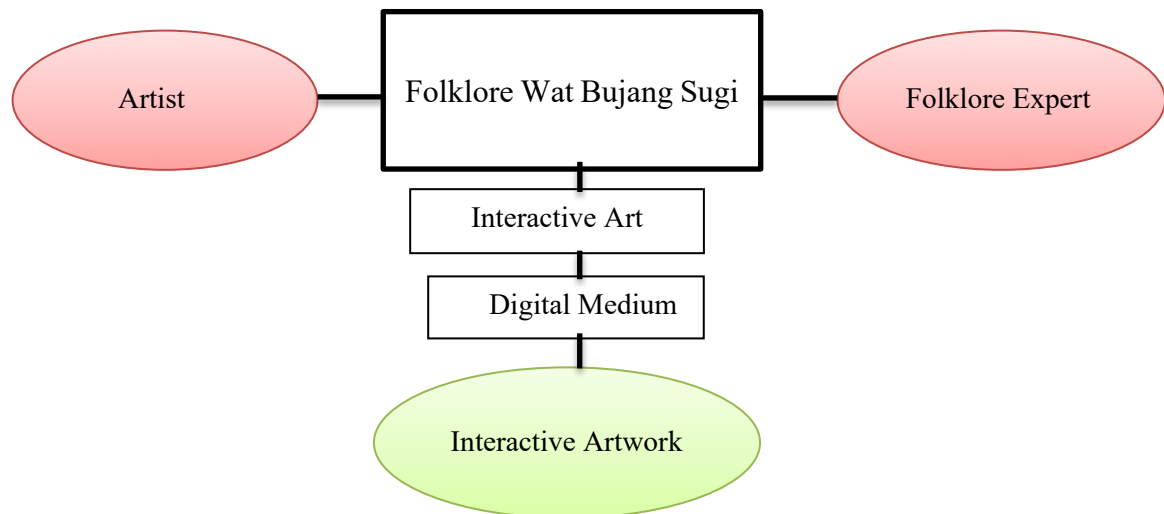 Artist
Folklore Wat Bujang Sugi
Folklore Expert
Interactive Art
Digital Medium
Interactive Artwork